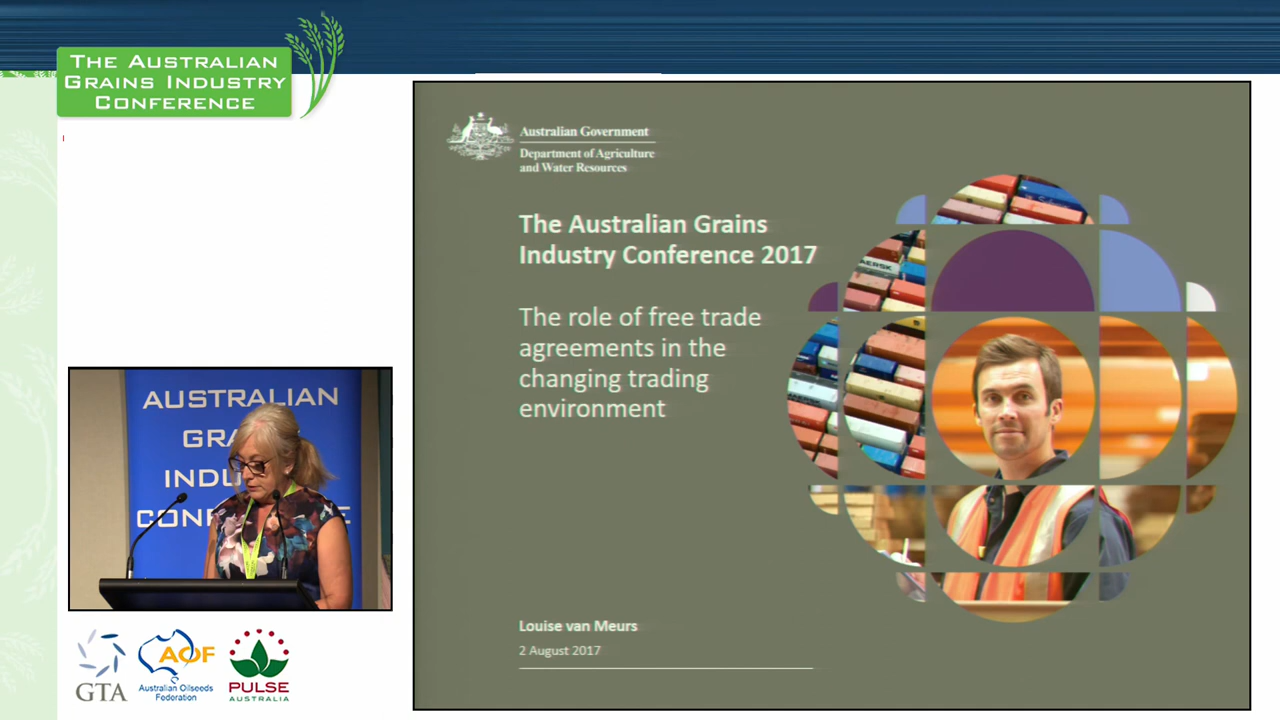 THE AUSTRALIAN
GRAINS INDUSTRY
CONFERENCE
Australian Government
Department of Agriculture
and Water Resources
The Australian Grains
Industry Conference 2017
The role of free trade
agreements in the
changing trading
environment
Louise van Meurs
2 August 2017
AERSK
AUSTRALIAN
GRA
INDU
CONF E
GTA
AOF
Australian Oilseeds
Federation
PULSE
AUSTRALIA